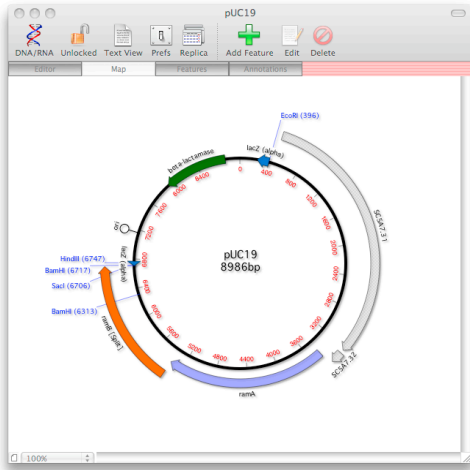 pUC19
DNA/RNA Unlocked Text View Prefs Replica Add Feature Edit Delete
Editor Map Features Annotations
EcoRI (396)
lacZ (alpha)
beta-lactamase
SCSA7.31
SCSA7.32
ramA
ramB (split)
BamHI (6313)
SacI (6706)
BamHI (6717)
HindIII (6747)
lacZ (alpha)
ori
0
400
800
1200
1600
2000
2400
2800
3200
3600
4000
4400
4800
5200
5600
6000
6400
6800
7200
7600
8000
8400
pUC19
8986bp
100%